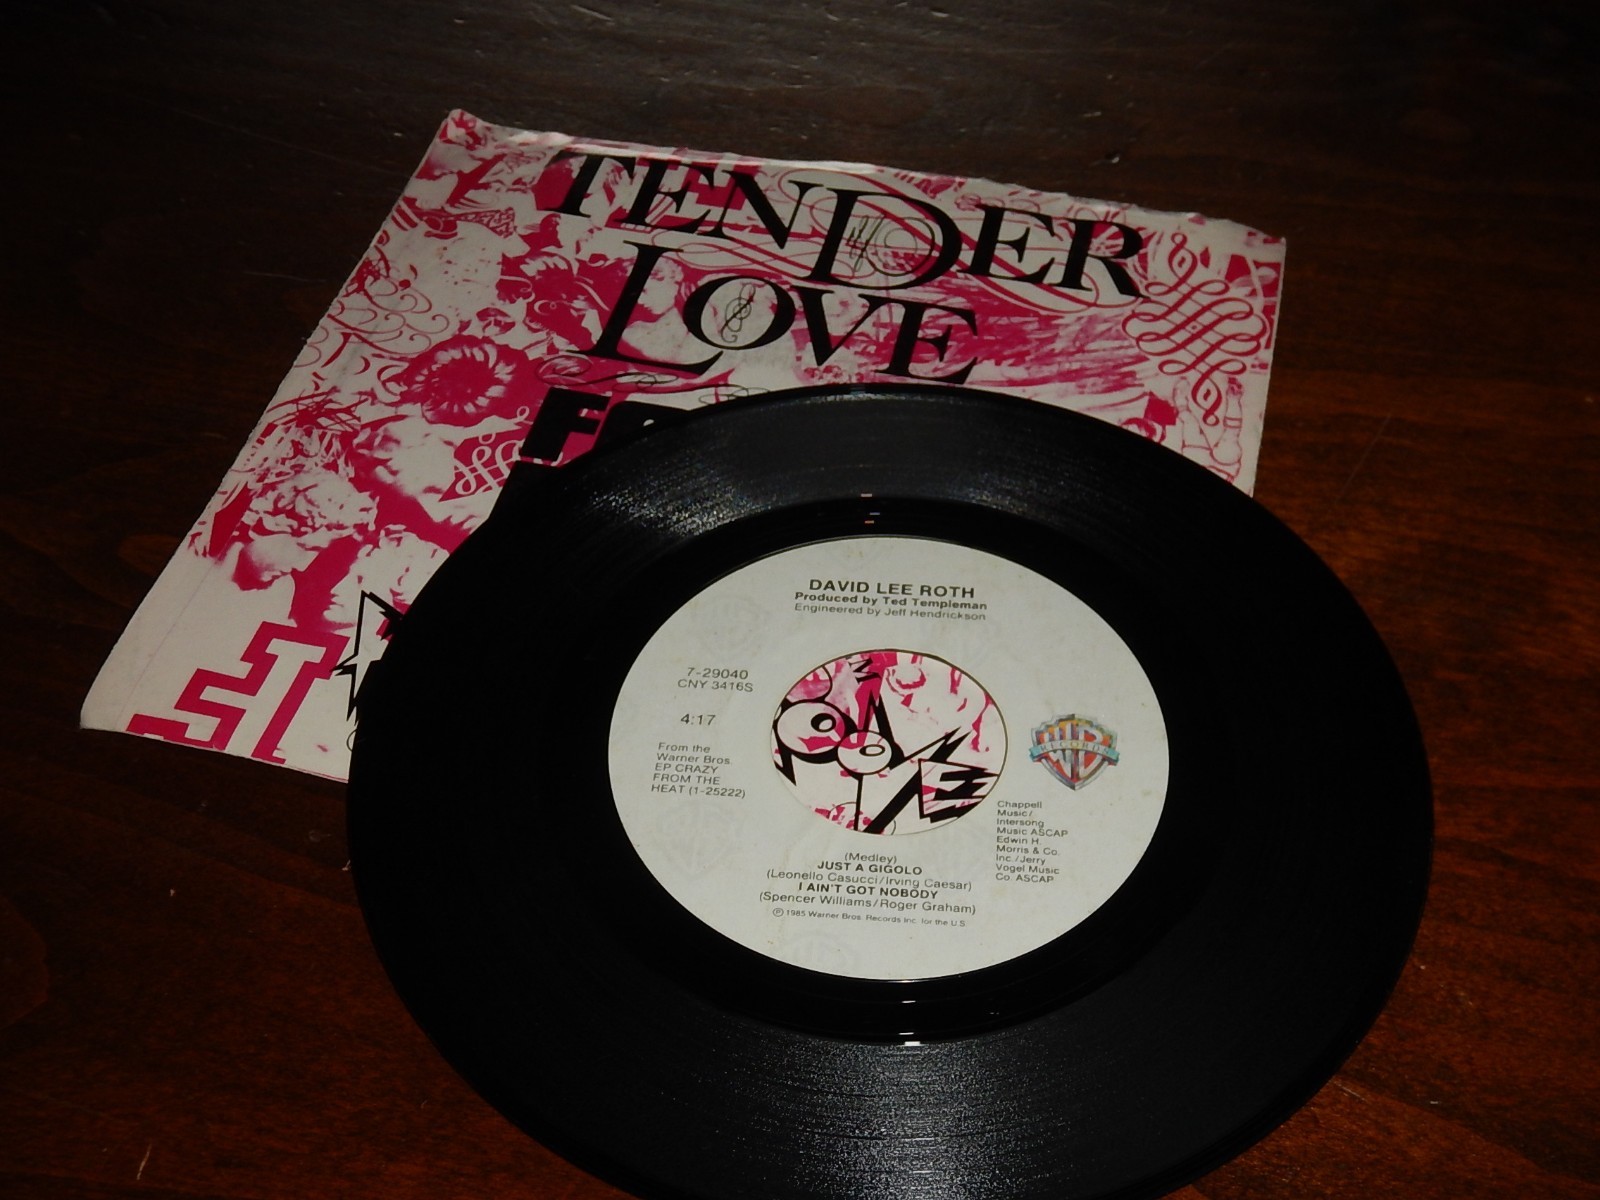 TENDER
LOVE
DAVID LEE ROTH
Produced by Ted Templeman
Engineered by Jeff Hendrickson
7-29040
CNY 3416S
4:17
From the
Warner Bros.
EP CRAZY
FROM THE
HEAT (1-25222)
WB
RECORDS
Chappell
Music/
Intersong
Music ASCAP
Edwin H.
Morris & Co.
Inc./Jerry
Vogel Music
Co. ASCAP
(Medley)
JUST A GIGOLO
(Leonello Casucci/Irving Caesar)
I AIN'T GOT NOBODY
(Spencer Williams/Roger Graham)
℗ 1985 Warner Bros. Records Inc. for the U.S.